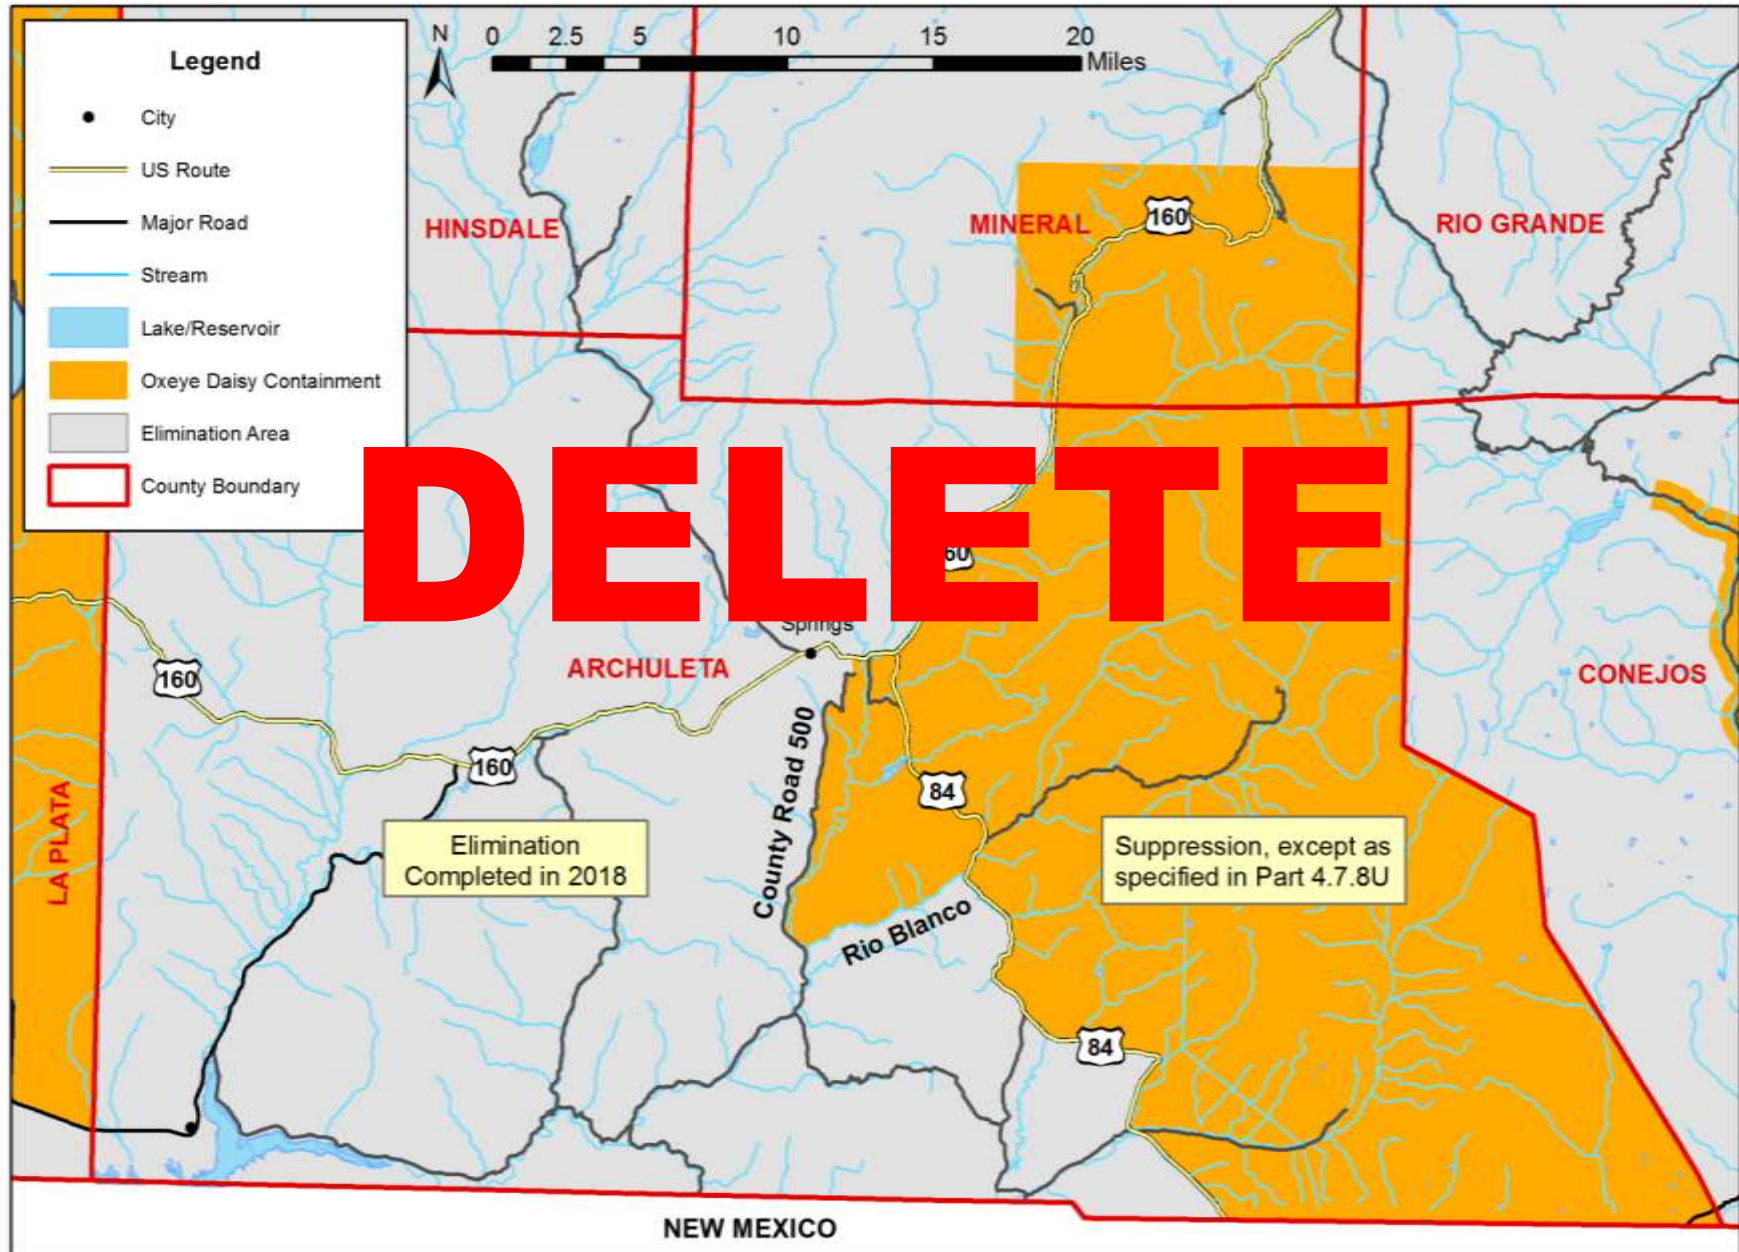 Legend
City
US Route
Major Road
Stream
Lake/Reservoir
Oxeye Daisy Containment
Elimination Area
County Boundary
N
0 2.5 5 10 15 20
Miles
HINSDALE
MINERAL
160
RIO GRANDE
DELETE
60
Springs
ARCHULETA
CONEJOS
160
160
84
LA PLATA
County Road 500
Elimination
Completed in 2018
Suppression, except as
specified in Part 4.7.8U
Rio Blanco
84
NEW MEXICO